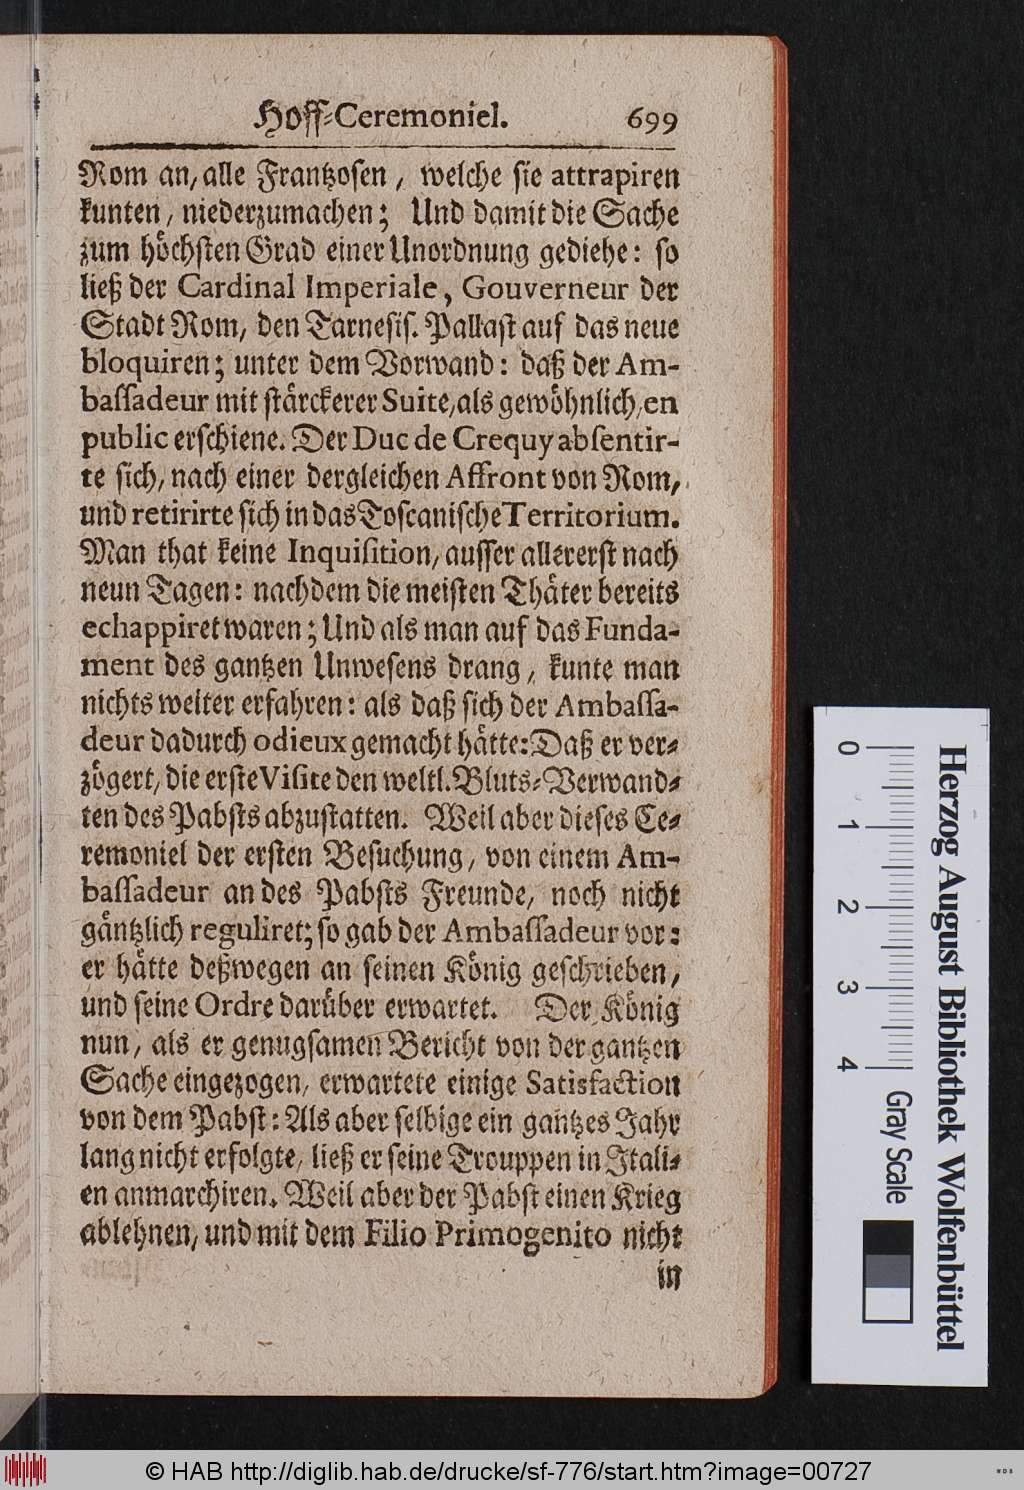 Hoff-Ceremoniel. 699
Rom an, alle Frantzosen, welche sie attrapiren
kunten, niederzumachen; Und damit die Sache
zum höchsten Grad einer Unordnung gediehe: so
ließ der Cardinal Imperiale, Gouverneur der
Stadt Rom, den Tarnesis. Pallast auf das neue
bloquiren; unter dem Vorwand: daß der Am-
bassadeur mit stärckerer Suite, als gewöhnlich, en
public erschiene. Der Duc de Crequy absentir-
te sich, nach einer dergleichen Affront von Rom,
und retirirte sich in das Toscanische Territorium.
Man that keine Inquisition, ausser allererst nach
neun Tagen: nachdem die meisten Thäter bereits
echappiret waren; Und als man auf das Funda-
ment des gantzen Unwesens drang, kunte man
nichts weiter erfahren: als daß sich der Ambassa-
deur dadurch odieux gemacht hätte: Daß er ver-
zögert, die erste Visite den weltl. Bluts-Verwand-
ten des Pabsts abzustatten. Weil aber dieses Ce-
remoniel der ersten Besuchung, von einem Am-
bassadeur an des Pabsts Freunde, noch nicht
gäntzlich reguliret; so gab der Ambassadeur vor:
er hätte deßwegen an seinen König geschrieben,
und seine Ordre darüber erwartet. Der König
nun, als er genugsamen Bericht von der gantzen
Sache eingezogen, erwartete einige Satisfaction
von dem Pabst: Als aber selbige ein gantzes Jahr
lang nicht erfolgte, ließ er seine Trouppen in Itali-
en anmarchiren. Weil aber der Pabst einen Krieg
ablehnen, und mit dem Filio Primogenito nicht
in
0 1 2 3 4
Gray Scale
Herzog August Bibliothek Wolfenbüttel
© HAB http://diglib.hab.de/drucke/sf-776/start.htm?image=00727